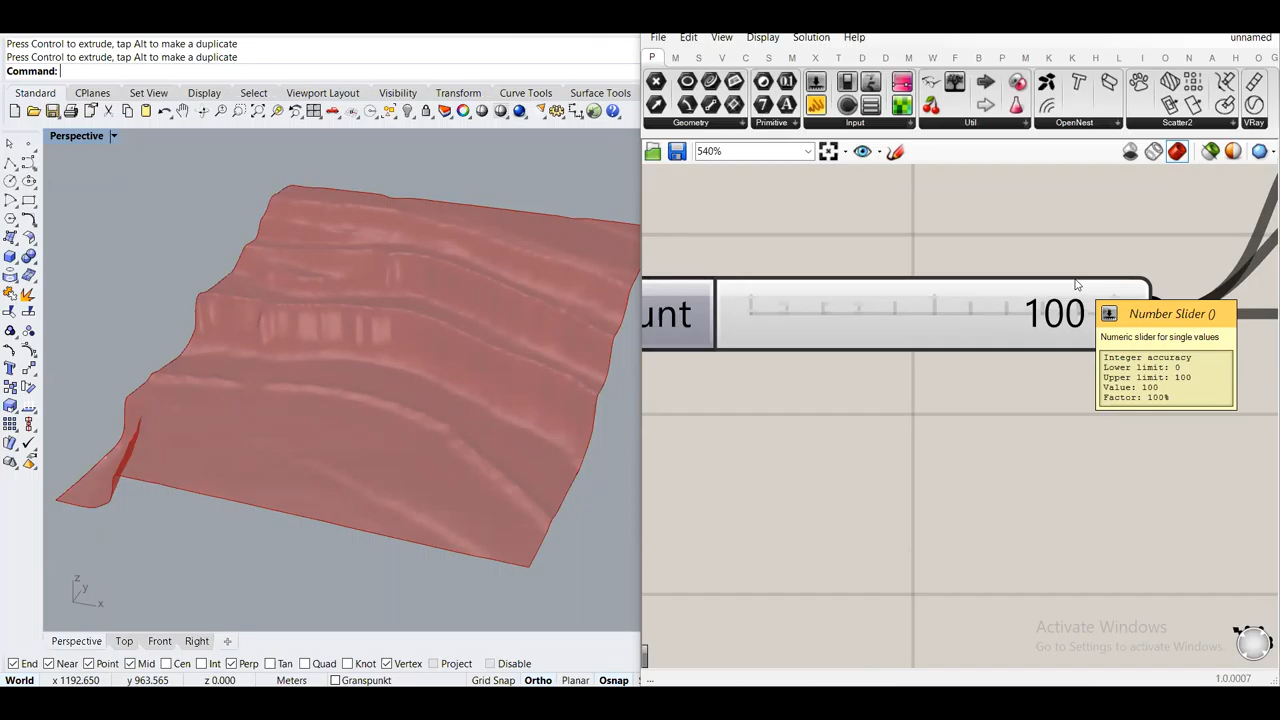 Press Control to extrude, tap Alt to make a duplicate
Press Control to extrude, tap Alt to make a duplicate
Command:
Standard CPlanes Set View Display Select Viewport Layout Visibility Transform Curve Tools Surface Tools
Perspective
z
y
x
Perspective Top Front Right
End Near Point Mid Cen Int Perp Tan Quad Knot Vertex Project Disable
World x 1192.650 y 963.565 z 0.000 Meters Granspunkt Grid Snap Ortho Planar Osnap
File Edit View Display Solution Help unnamed
P M S V C S M I X T D W F B P M N K K H L I S W R S N A O G
Geometry Primitive Input Util OpenNest Scatter2 VRay
540%
unt 100
Number Slider ()
Numeric slider for single values
Integer accuracy
Lower limit: 0
Upper limit: 100
Value: 100
Factor: 100%
Activate Windows
Go to Settings to activate Windows.
... 1.0.0007